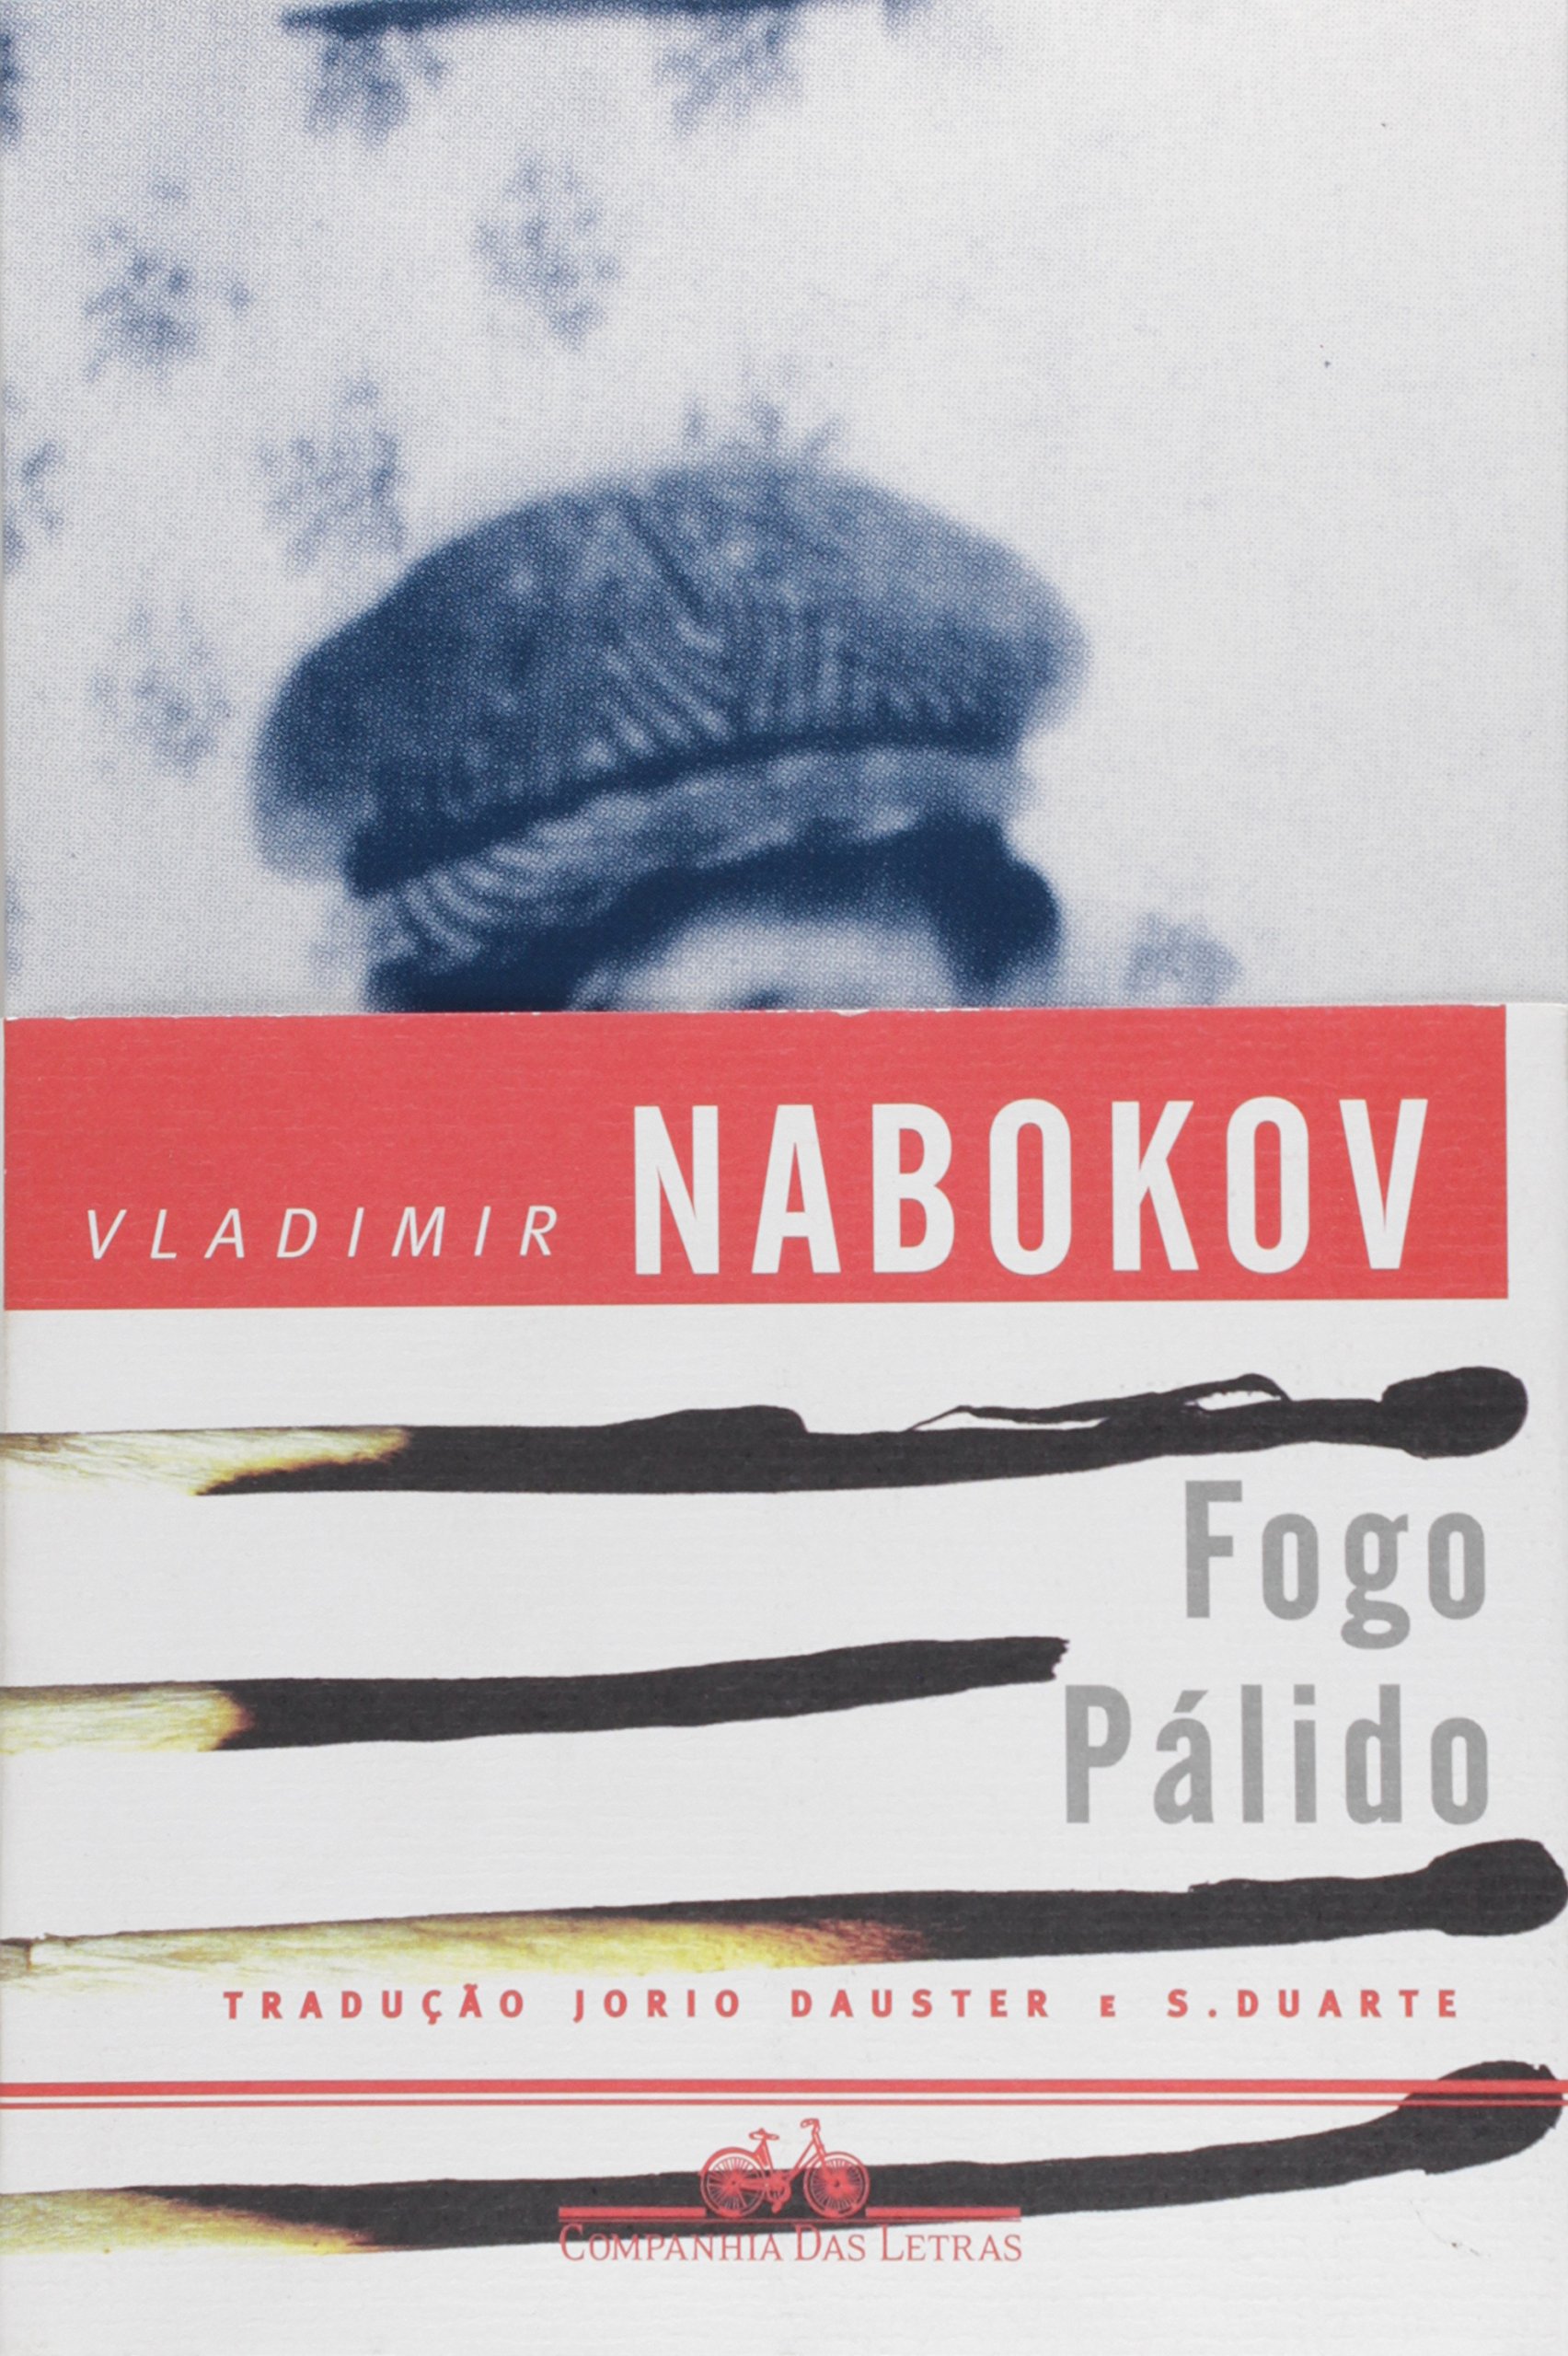 VLADIMIR NABOKOV
Fogo
Pálido
TRADUÇÃO JORIO DAUSTER E S.DUARTE
COMPANHIA DAS LETRAS